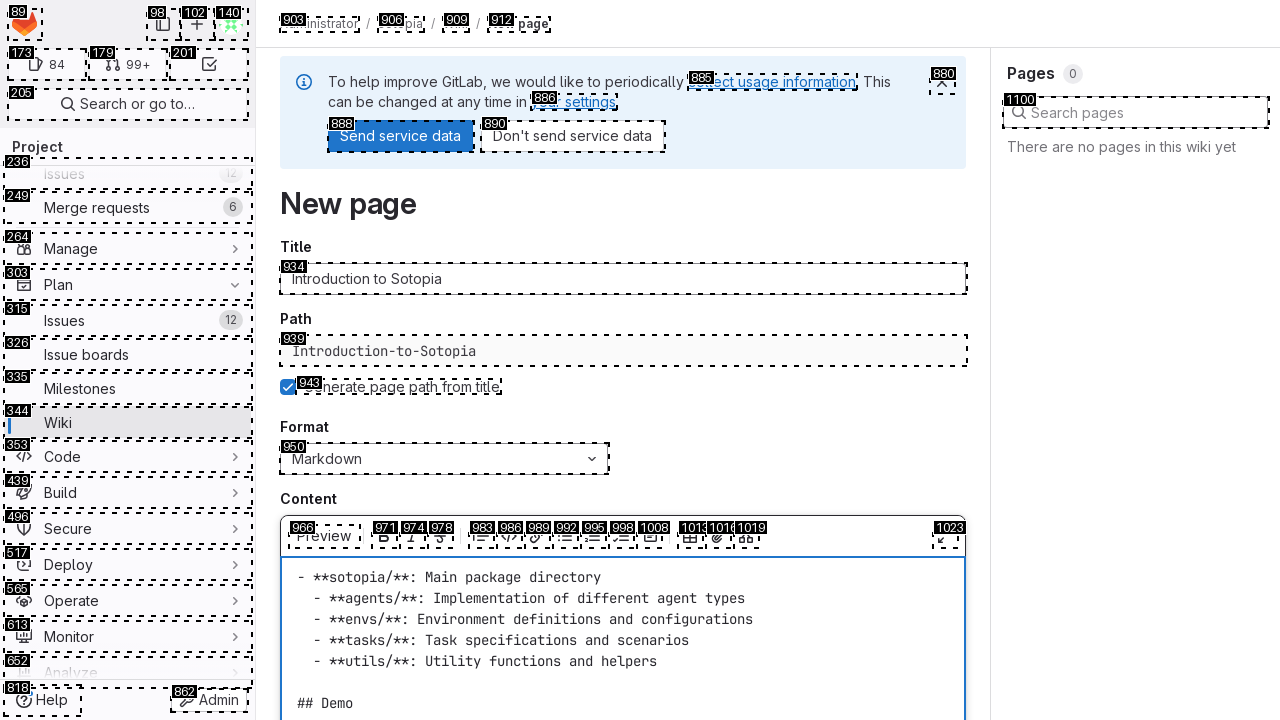 89
98
102
140
173
84
179
99+
201
205
Search or go to…
Project
236
Issues
12
249
Merge requests
6
264
Manage
303
Plan
315
Issues
12
326
Issue boards
335
Milestones
344
Wiki
353
Code
439
Build
496
Secure
517
Deploy
565
Operate
613
Monitor
652
Analyze
818
Help
862
Admin
903
906
909
912
/ / / page
To help improve GitLab, we would like to periodically 885 collect usage information. This
can be changed at any time in 886 your settings.
880
888
Send service data
890
Don't send service data
New page
Title
934
Introduction to Sotopia
Path
939
Introduction-to-Sotopia
943
Generate page path from title
Format
950
Markdown
Content
966
Preview
971
974
978
983
986
989
992
995
998
1008
1013
1019
1023
- **sotopia/**: Main package directory
- **agents/**: Implementation of different agent types
- **envs/**: Environment definitions and configurations
- **tasks/**: Task specifications and scenarios
- **utils/**: Utility functions and helpers
## Demo
Pages 0
1100
Search pages
There are no pages in this wiki yet